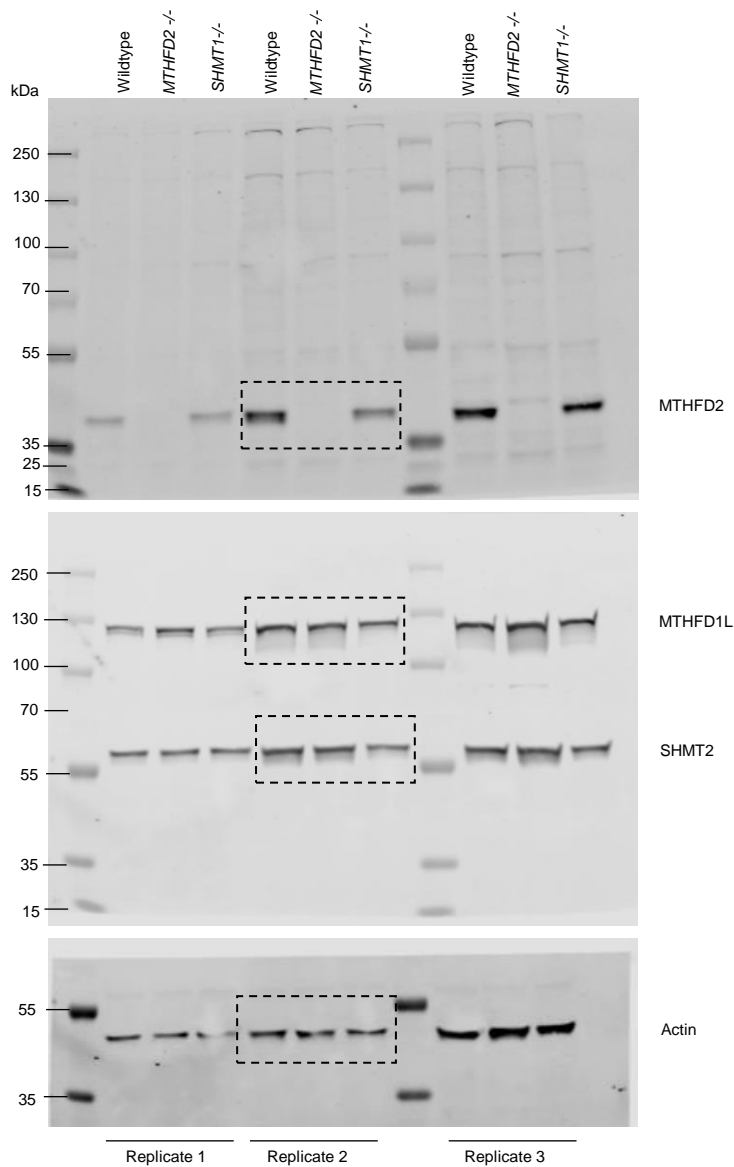 kDa
Wildtype
MTHFD2 -/-
SHMT1-/-
Wildtype
MTHFD2 -/-
SHMT1-/-
Wildtype
MTHFD2 -/-
SHMT1-/-
250
130
100
70
55
35
25
15
MTHFD2
250
130
100
70
55
35
15
MTHFD1L
SHMT2
55
35
Actin
Replicate 1
Replicate 2
Replicate 3